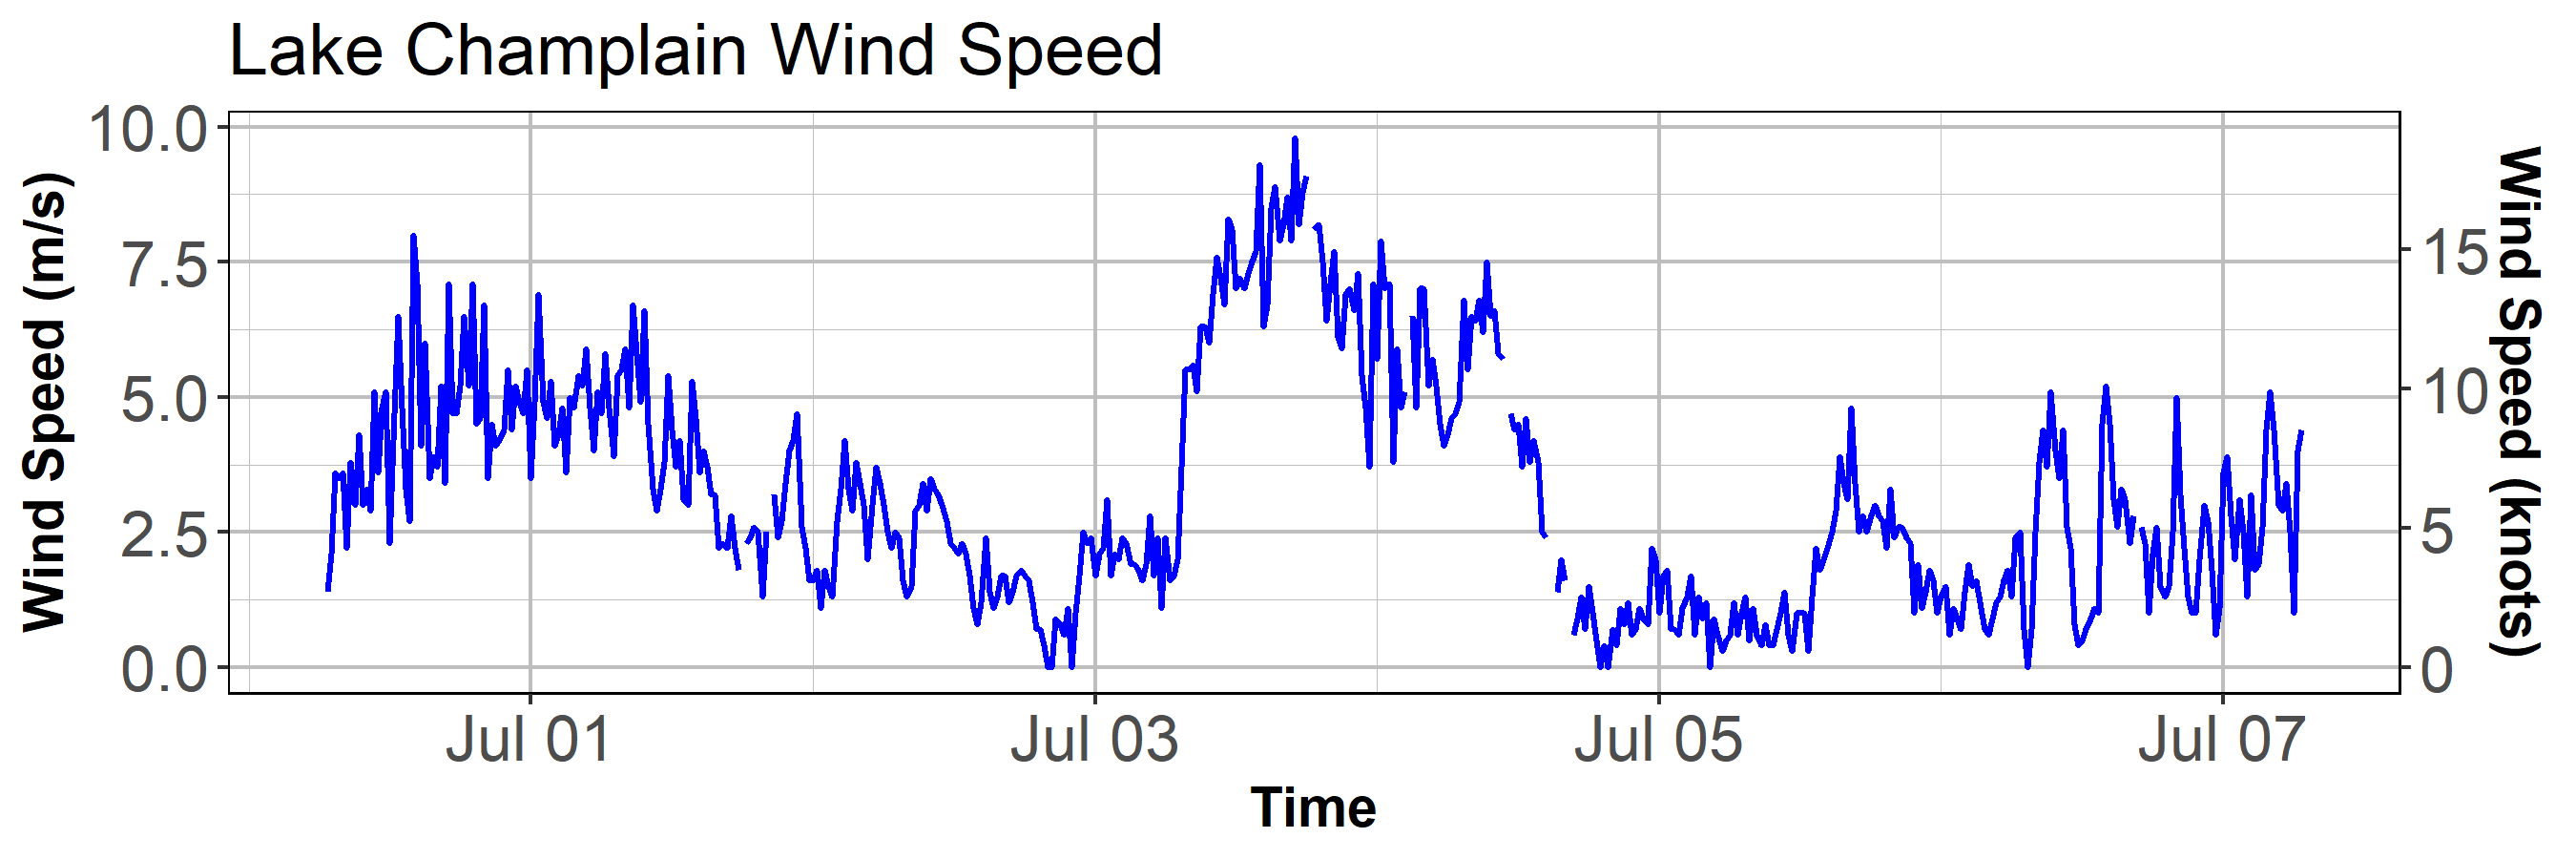 Lake Champlain Wind Speed
10.0
7.5
5.0
2.5
0.0
Wind Speed (m/s)
15
10
5
0
Wind Speed (knots)
Jul 01
Jul 03
Jul 05
Jul 07
Time